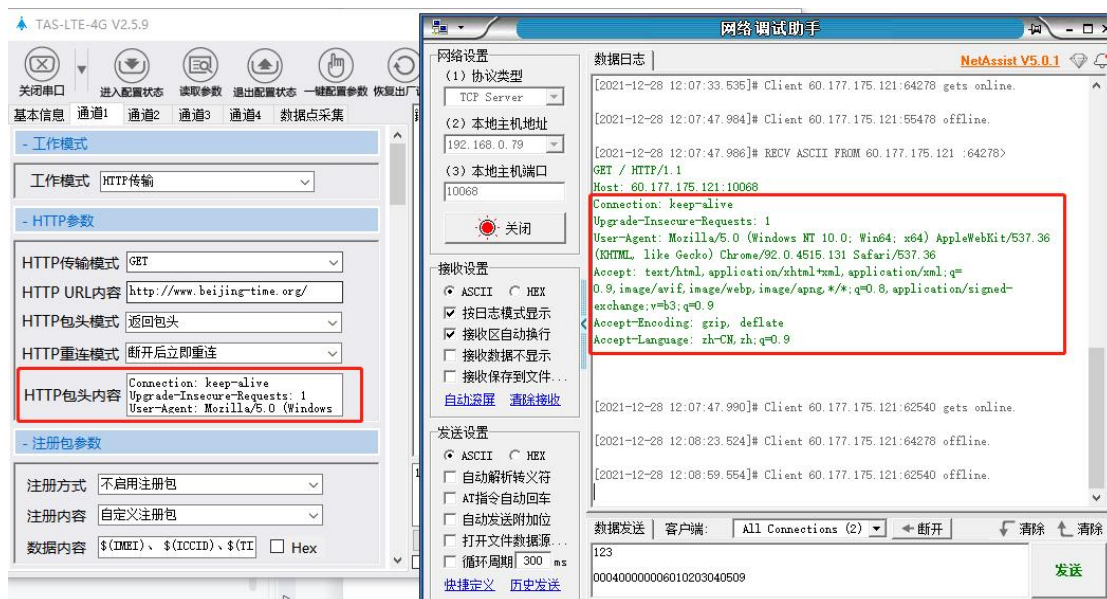 TAS-LTE-4G V2.5.9
关闭串口
进入配置状态
读取参数
退出配置状态
一键配置参数
恢复出厂
基本信息 通道1 通道2 通道3 通道4 数据点采集
- 工作模式
工作模式 HTTP传输
- HTTP参数
HTTP传输模式 GET
HTTP URL内容 http://www.beijing-time.org/
HTTP包头模式 返回包头
HTTP重连模式 断开后立即重连
HTTP包头内容 Connection: keep-alive
Upgrade-Insecure-Requests: 1
User-Agent: Mozilla/5.0 (Windows
- 注册包参数
注册方式 不启用注册包
注册内容 自定义注册包
数据内容 $(IMEI)、 $(ICCID)、$(TI Hex
网络调试助手
网络设置
(1) 协议类型
TCP Server
(2) 本地主机地址
192.168.0.79
(3) 本地主机端口
10068
关闭
接收设置
ASCII HEX
按日志模式显示
接收区自动换行
接收数据不显示
接收保存到文件...
自动滚屏 清除接收
发送设置
ASCII HEX
自动解析转义符
AT指令自动回车
自动发送附加位
打开文件数据源...
循环周期 300 ms
快捷定义 历史发送
数据日志
NetAssist V5.0.1
[2021-12-28 12:07:33.535]# Client 60.177.175.121:64278 gets online.
[2021-12-28 12:07:47.984]# Client 60.177.175.121:55478 offline.
[2021-12-28 12:07:47.986]# RECV ASCII FROM 60.177.175.121 :64278>
GET / HTTP/1.1
Host: 60.177.175.121:10068
Connection: keep-alive
Upgrade-Insecure-Requests: 1
User-Agent: Mozilla/5.0 (Windows NT 10.0; Win64; x64) AppleWebKit/537.36
(KHTML, like Gecko) Chrome/92.0.4515.131 Safari/537.36
Accept: text/html,application/xhtml+xml,application/xml;q=
0.9,image/avif,image/webp,image/apng,*/*;q=0.8,application/signed-
exchange;v=b3;q=0.9
Accept-Encoding: gzip, deflate
Accept-Language: zh-CN,zh;q=0.9
[2021-12-28 12:07:47.990]# Client 60.177.175.121:62540 gets online.
[2021-12-28 12:08:23.524]# Client 60.177.175.121:64278 offline.
[2021-12-28 12:08:59.554]# Client 60.177.175.121:62540 offline.
数据发送 客户端: All Connections (2) 断开 清除 清除
123
00040000000601020304050​9
发送